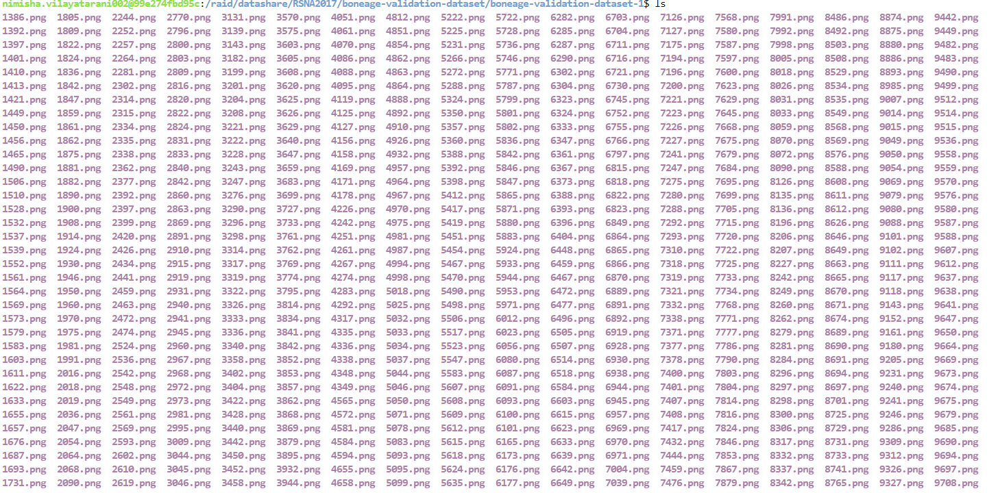 nimisha.vilayatarani002@99e274fbd95c:/raid/datashare/RSNA2017/boneage-validation-dataset/boneage-validation-dataset-1$ ls
1386.png 1805.png 2244.png 2770.png 3131.png 3570.png 4051.png 4812.png 5222.png 5722.png 6282.png 6703.png 7126.png 7568.png 7991.png 8486.png 8874.png 9442.png
1392.png 1809.png 2252.png 2796.png 3139.png 3575.png 4061.png 4851.png 5225.png 5728.png 6285.png 6704.png 7127.png 7580.png 7992.png 8492.png 8875.png 9449.png
1397.png 1822.png 2257.png 2800.png 3143.png 3603.png 4070.png 4854.png 5231.png 5736.png 6287.png 6711.png 7175.png 7587.png 7998.png 8503.png 8880.png 9482.png
1401.png 1824.png 2264.png 2803.png 3182.png 3605.png 4086.png 4862.png 5266.png 5746.png 6290.png 6716.png 7194.png 7597.png 8005.png 8508.png 8886.png 9483.png
1410.png 1836.png 2281.png 2809.png 3199.png 3608.png 4088.png 4863.png 5272.png 5771.png 6302.png 6721.png 7196.png 7600.png 8018.png 8529.png 8893.png 9490.png
1413.png 1842.png 2302.png 2816.png 3201.png 3620.png 4095.png 4864.png 5288.png 5787.png 6304.png 6730.png 7200.png 7623.png 8026.png 8534.png 8985.png 9499.png
1421.png 1847.png 2314.png 2820.png 3204.png 3625.png 4119.png 4888.png 5324.png 5799.png 6323.png 6745.png 7221.png 7629.png 8031.png 8535.png 9007.png 9512.png
1449.png 1859.png 2315.png 2822.png 3208.png 3626.png 4125.png 4892.png 5350.png 5801.png 6324.png 6752.png 7223.png 7645.png 8033.png 8549.png 9014.png 9514.png
1450.png 1861.png 2334.png 2824.png 3221.png 3629.png 4127.png 4910.png 5357.png 5802.png 6333.png 6755.png 7226.png 7668.png 8059.png 8568.png 9015.png 9515.png
1456.png 1862.png 2335.png 2831.png 3222.png 3640.png 4156.png 4926.png 5360.png 5836.png 6347.png 6766.png 7227.png 7675.png 8070.png 8569.png 9049.png 9536.png
1465.png 1875.png 2338.png 2833.png 3228.png 3647.png 4158.png 4932.png 5388.png 5842.png 6361.png 6797.png 7241.png 7679.png 8072.png 8576.png 9050.png 9558.png
1490.png 1881.png 2362.png 2840.png 3243.png 3659.png 4169.png 4957.png 5392.png 5846.png 6367.png 6815.png 7247.png 7684.png 8090.png 8588.png 9054.png 9559.png
1506.png 1882.png 2377.png 2842.png 3247.png 3683.png 4171.png 4964.png 5398.png 5847.png 6373.png 6818.png 7275.png 7695.png 8126.png 8608.png 9069.png 9570.png
1510.png 1890.png 2392.png 2860.png 3276.png 3699.png 4178.png 4967.png 5412.png 5865.png 6388.png 6822.png 7280.png 7699.png 8135.png 8611.png 9079.png 9576.png
1528.png 1900.png 2397.png 2863.png 3290.png 3727.png 4226.png 4970.png 5417.png 5871.png 6393.png 6823.png 7288.png 7705.png 8136.png 8612.png 9080.png 9580.png
1532.png 1908.png 2399.png 2869.png 3296.png 3733.png 4242.png 4975.png 5419.png 5880.png 6396.png 6849.png 7292.png 7715.png 8196.png 8626.png 9088.png 9587.png
1537.png 1914.png 2420.png 2891.png 3298.png 3761.png 4251.png 4981.png 5451.png 5883.png 6404.png 6864.png 7293.png 7720.png 8206.png 8646.png 9101.png 9588.png
1539.png 1924.png 2426.png 2910.png 3314.png 3762.png 4261.png 4987.png 5454.png 5924.png 6448.png 6865.png 7310.png 7722.png 8207.png 8649.png 9102.png 9607.png
1552.png 1930.png 2434.png 2915.png 3317.png 3769.png 4267.png 4994.png 5467.png 5933.png 6459.png 6866.png 7318.png 7725.png 8227.png 8663.png 9111.png 9612.png
1561.png 1946.png 2441.png 2919.png 3319.png 3774.png 4274.png 4998.png 5470.png 5944.png 6467.png 6870.png 7319.png 7733.png 8242.png 8665.png 9117.png 9637.png
1564.png 1950.png 2459.png 2931.png 3322.png 3795.png 4283.png 5018.png 5490.png 5953.png 6472.png 6889.png 7321.png 7734.png 8249.png 8670.png 9118.png 9638.png
1569.png 1960.png 2463.png 2940.png 3326.png 3814.png 4292.png 5025.png 5498.png 5971.png 6477.png 6891.png 7332.png 7768.png 8260.png 8671.png 9143.png 9641.png
1573.png 1970.png 2472.png 2941.png 3333.png 3834.png 4317.png 5032.png 5506.png 6012.png 6496.png 6892.png 7338.png 7771.png 8262.png 8674.png 9152.png 9647.png
1579.png 1975.png 2474.png 2945.png 3336.png 3841.png 4335.png 5033.png 5517.png 6023.png 6505.png 6919.png 7371.png 7777.png 8279.png 8689.png 9161.png 9650.png
1583.png 1981.png 2524.png 2960.png 3340.png 3842.png 4336.png 5034.png 5523.png 6056.png 6507.png 6928.png 7377.png 7786.png 8281.png 8690.png 9180.png 9664.png
1603.png 1991.png 2536.png 2967.png 3358.png 3852.png 4338.png 5037.png 5547.png 6080.png 6514.png 6930.png 7378.png 7790.png 8284.png 8691.png 9205.png 9669.png
1611.png 2016.png 2542.png 2968.png 3402.png 3853.png 4348.png 5044.png 5583.png 6087.png 6518.png 6938.png 7400.png 7803.png 8296.png 8694.png 9231.png 9673.png
1622.png 2018.png 2548.png 2972.png 3404.png 3857.png 4349.png 5046.png 5607.png 6091.png 6584.png 6944.png 7401.png 7804.png 8297.png 8697.png 9240.png 9674.png
1633.png 2019.png 2549.png 2973.png 3422.png 3862.png 4565.png 5050.png 5608.png 6093.png 6603.png 6945.png 7407.png 7814.png 8298.png 8701.png 9241.png 9675.png
1655.png 2036.png 2561.png 2981.png 3428.png 3868.png 4572.png 5071.png 5609.png 6100.png 6615.png 6957.png 7408.png 7816.png 8300.png 8725.png 9246.png 9679.png
1657.png 2047.png 2569.png 2995.png 3440.png 3869.png 4581.png 5078.png 5612.png 6101.png 6623.png 6969.png 7417.png 7824.png 8306.png 8729.png 9286.png 9685.png
1676.png 2054.png 2593.png 3009.png 3442.png 3879.png 4584.png 5083.png 5615.png 6165.png 6633.png 6970.png 7432.png 7846.png 8317.png 8731.png 9309.png 9690.png
1687.png 2064.png 2602.png 3044.png 3450.png 3895.png 4594.png 5093.png 5618.png 6173.png 6639.png 6971.png 7444.png 7853.png 8332.png 8733.png 9312.png 9694.png
1693.png 2068.png 2610.png 3045.png 3452.png 3932.png 4655.png 5095.png 5624.png 6176.png 6642.png 7004.png 7459.png 7867.png 8337.png 8741.png 9326.png 9697.png
1731.png 2090.png 2619.png 3046.png 3458.png 3944.png 4658.png 5099.png 5635.png 6177.png 6649.png 7039.png 7476.png 7879.png 8342.png 8765.png 9327.png 9708.png